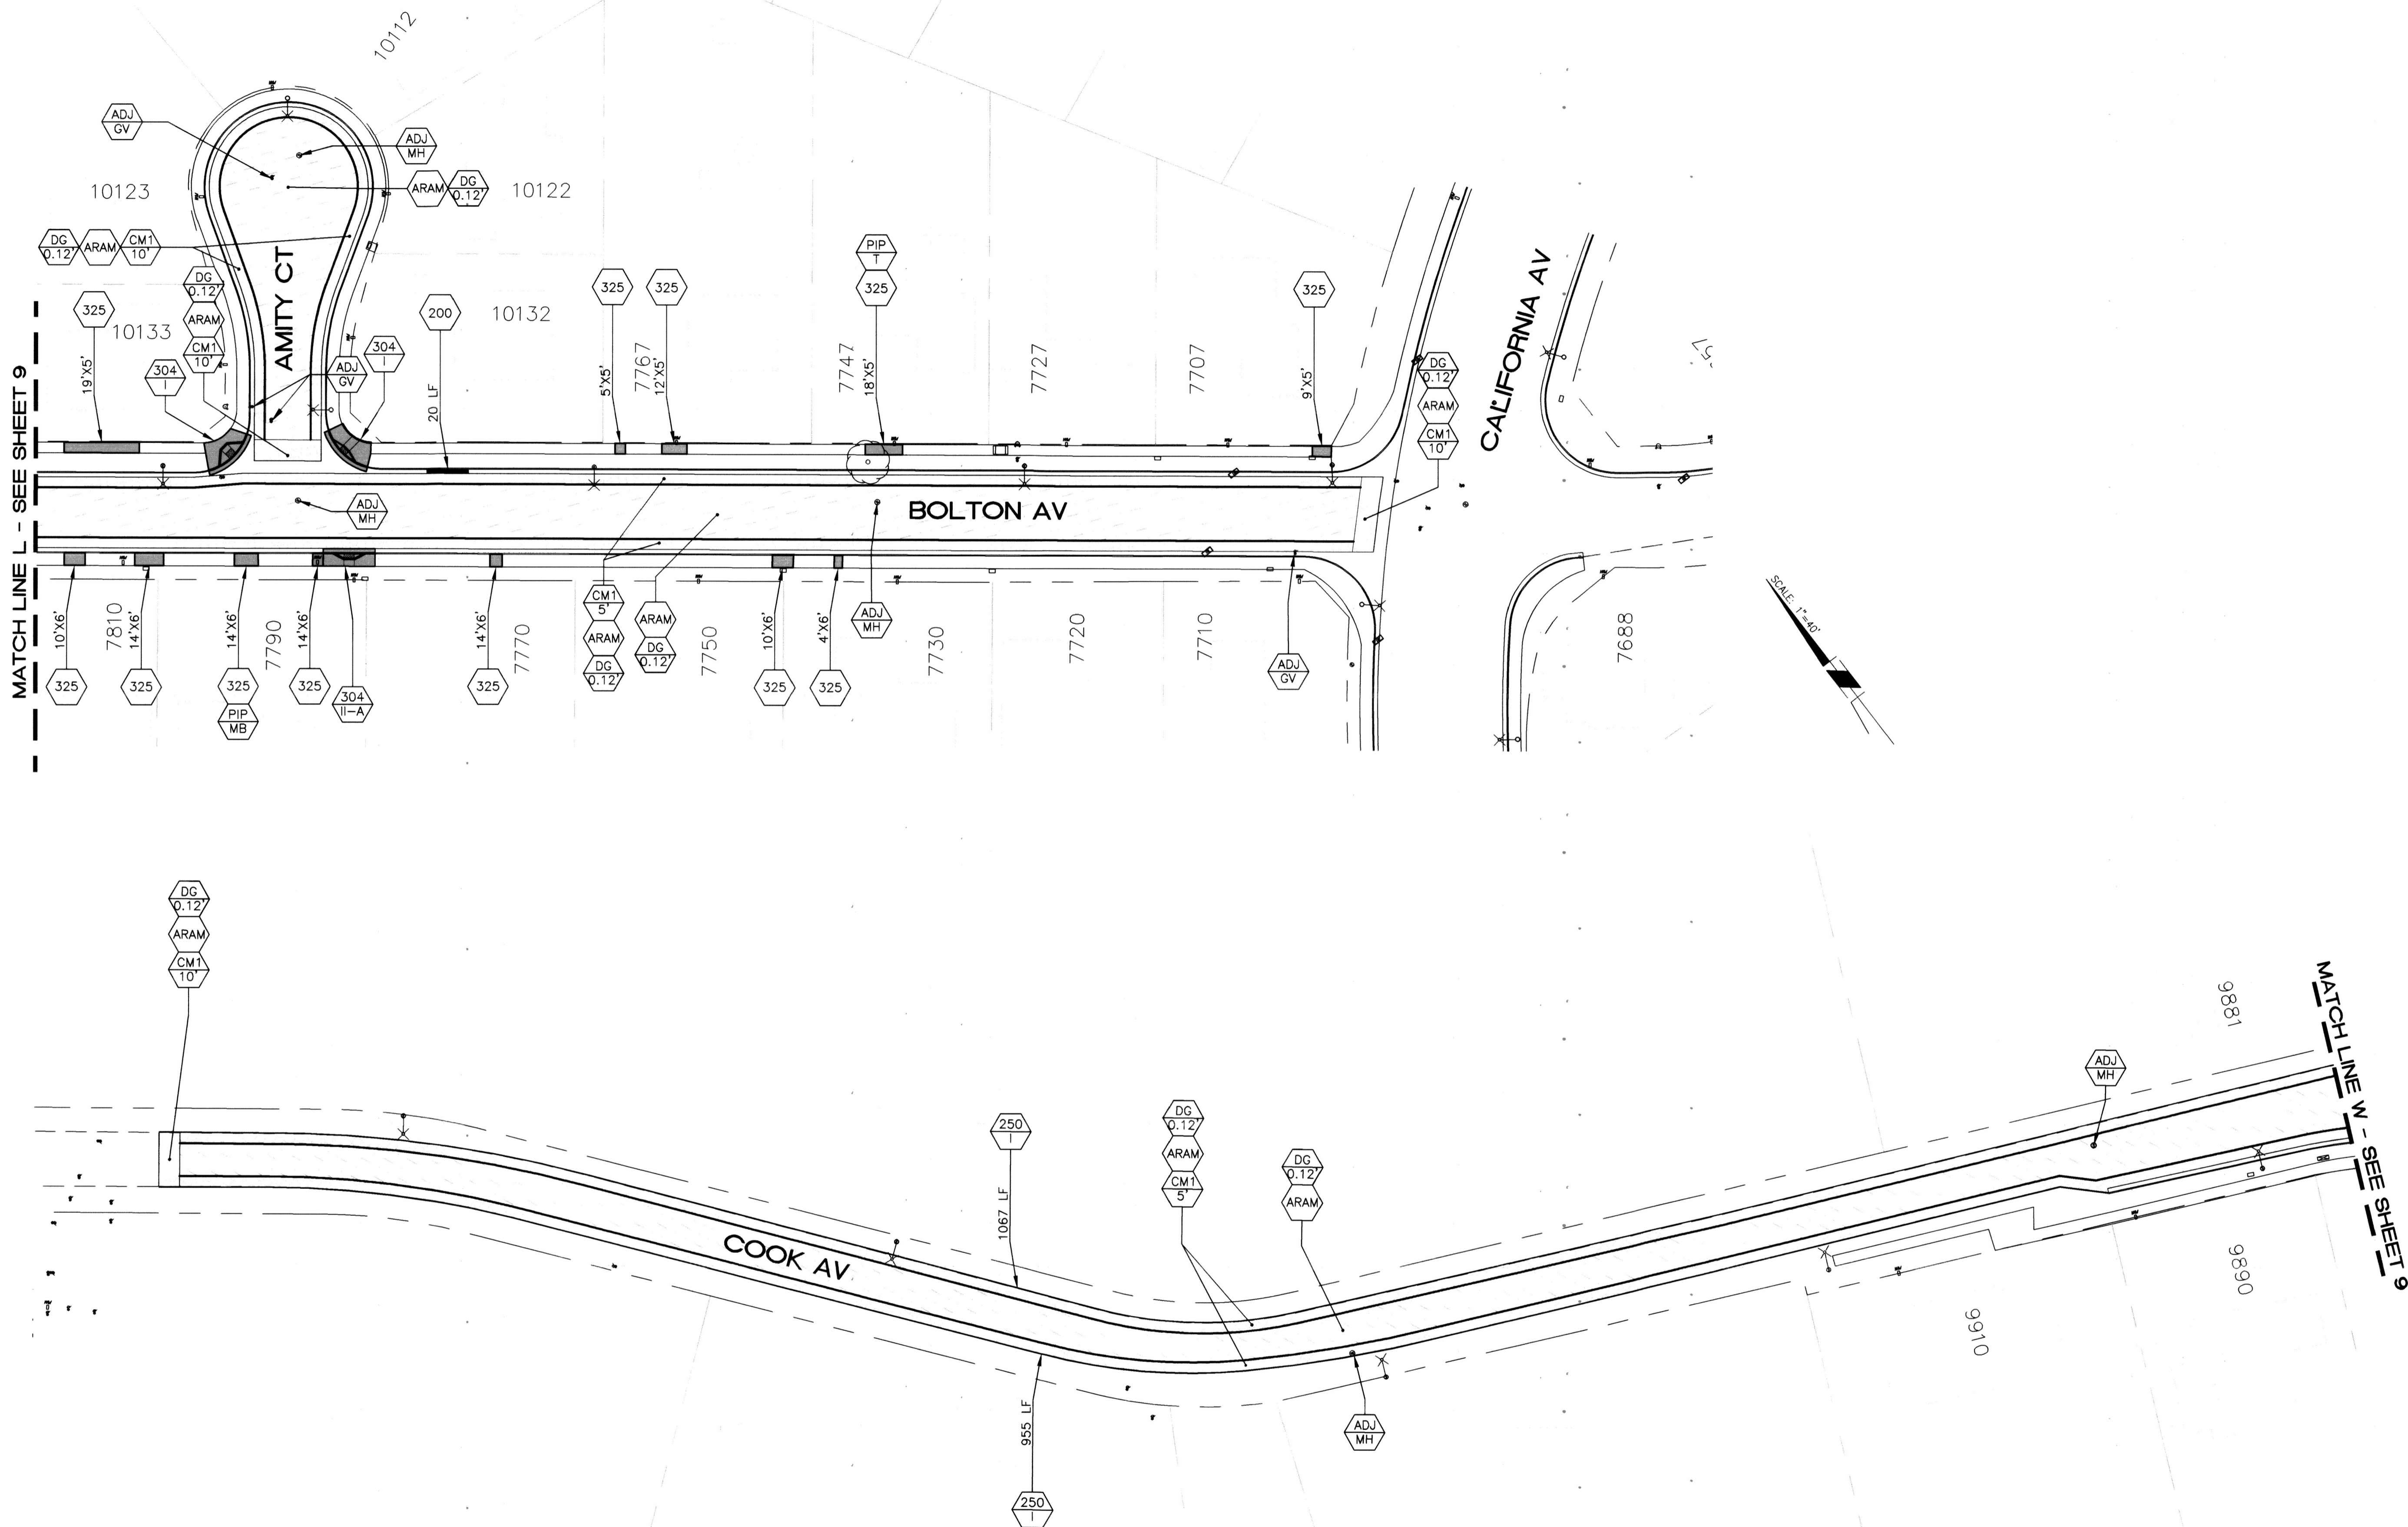 10112
ADJ
GV
ADJ
MH
10123
ARAM
DG
0.12'
10122
DG
0.12'
ARAM
CM1
10'
AMITY CT
DG
0.12'
ARAM
CM1
10'
325
10133
19'X5'
304
I
ADJ
GV
304
I
200
20 LF
10132
325
5'X5'
7767
325
12'X5'
PIP
T
325
7747
18'X5'
7727
7707
325
9'X5'
DG
0.12'
ARAM
CM1
10'
CALIFORNIA AV
MATCH LINE L - SEE SHEET 9
ADJ
MH
BOLTON AV
10'X6'
325
7810
14'X6'
325
14'X6'
325
PIP
MB
7790
14'X6'
325
304
II-A
14'X6'
325
7770
CM1
5'
ARAM
DG
0.12'
ARAM
DG
0.12'
7750
10'X6'
325
4'X6'
325
ADJ
MH
7730
7720
7710
ADJ
GV
7688
SCALE: 1"=40'
DG
0.12'
ARAM
CM1
10'
COOK AV
250
I
1067 LF
DG
0.12'
ARAM
CM1
5'
DG
0.12'
ARAM
ADJ
MH
9881
MATCH LINE W - SEE SHEET 9
9890
9910
955 LF
250
I
ADJ
MH